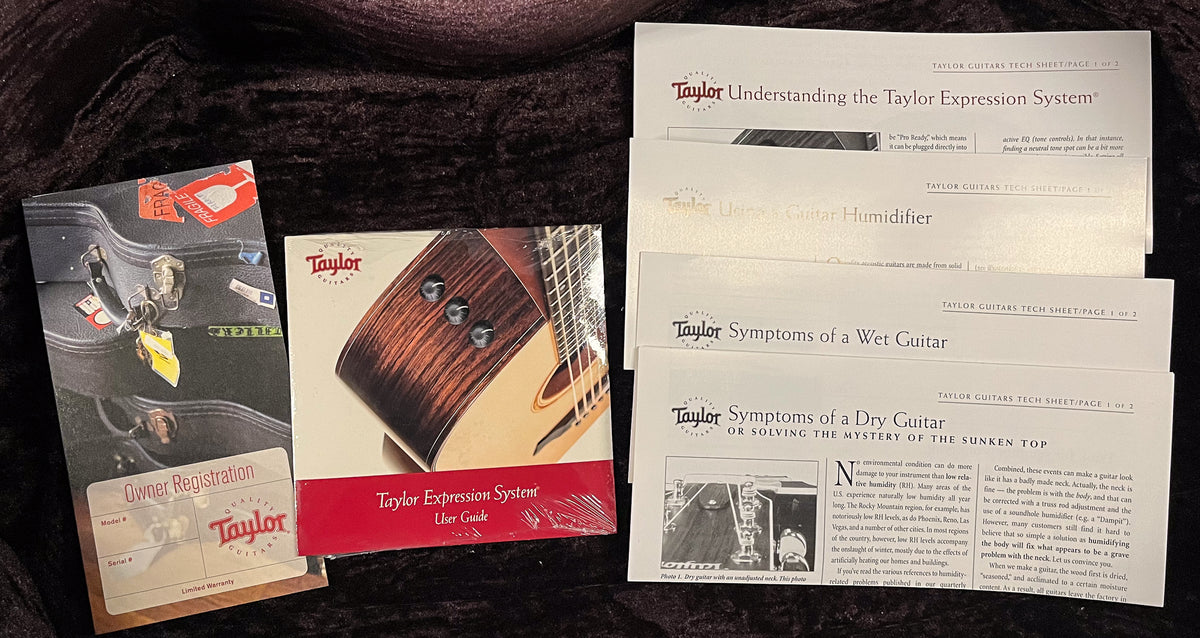 FRAGILE
FRAG
Owner Registration
Model #
Serial #
QUALITY
Taylor
GUITARS
Limited Warranty
QUALITY
Taylor
GUITARS
Taylor Expression System
User Guide
TAYLOR GUITARS TECH SHEET/PAGE 1 OF 2
QUALITY
Taylor
GUITARS
Understanding the Taylor Expression System®
be "Pro Ready," which means
it can be plugged directly into
active EQ (tone controls). In that instance,
finding a neutral tone spot can be a bit more
TAYLOR GUITARS TECH SHEET/PAGE 1 OF
Taylor
Using a Guitar Humidifier
acoustic guitars are made from solid
TAYLOR GUITARS TECH SHEET/PAGE 1 OF 2
QUALITY
Taylor
GUITARS
Symptoms of a Wet Guitar
TAYLOR GUITARS TECH SHEET/PAGE 1 OF 2
QUALITY
Taylor
GUITARS
Symptoms of a Dry Guitar
OR SOLVING THE MYSTERY OF THE SUNKEN TOP
Photo 1. Dry guitar with an unadjusted neck. This photo
No environmental condition can do more
damage to your instrument than low rela-
tive humidity (RH). Many areas of the
U.S. experience naturally low humidity all year
long. The Rocky Mountain region, for example, has
notoriously low RH levels, as do Phoenix, Reno, Las
Vegas, and a number of other cities. In most regions
of the country, however, low RH levels accompany
the onslaught of winter, mostly due to the effects of
artificially heating our homes and buildings.
If you've read the various references to humidity-
related problems published in our quarterly
Combined, these events can make a guitar look
like it has a badly made neck. Actually, the neck is
fine — the problem is with the body, and that can
be corrected with a truss rod adjustment and the
use of a soundhole humidifier (e.g. a "Dampit").
However, many customers still find it hard to
believe that so simple a solution as humidifying
the body will fix what appears to be a grave
problem with the neck. Let us convince you.
When we make a guitar, the wood first is dried,
"seasoned," and acclimated to a certain moisture
content. As a result, all guitars leave the factory in